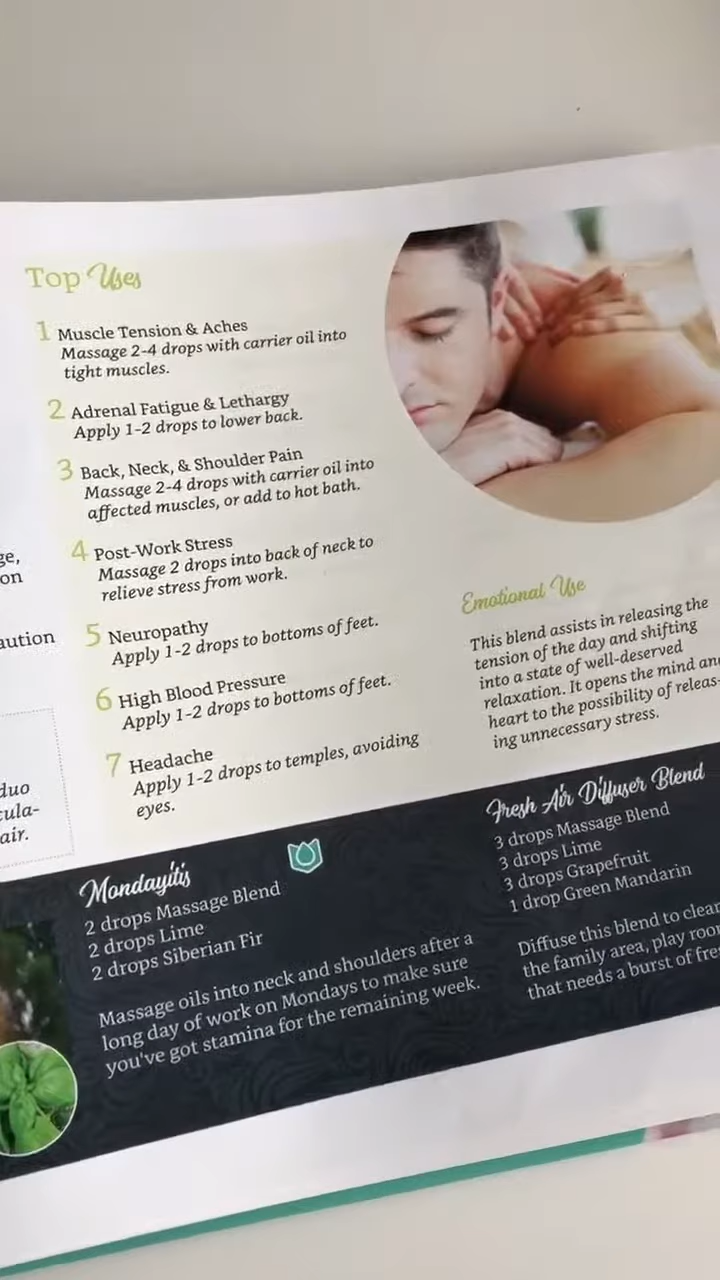 ge,
on
aution
duo
cula-
air.
Top Uses
1 Muscle Tension & Aches
Massage 2-4 drops with carrier oil into
tight muscles.
2 Adrenal Fatigue & Lethargy
Apply 1-2 drops to lower back.
3 Back, Neck, & Shoulder Pain
Massage 2-4 drops with carrier oil into
affected muscles, or add to hot bath.
4 Post-Work Stress
Massage 2 drops into back of neck to
relieve stress from work.
5 Neuropathy
Apply 1-2 drops to bottoms of feet.
6 High Blood Pressure
Apply 1-2 drops to bottoms of feet.
7 Headache
Apply 1-2 drops to temples, avoiding
eyes.
Emotional Use
This blend assists in releasing the
tension of the day and shifting
into a state of well-deserved
relaxation. It opens the mind and
heart to the possibility of releas-
ing unnecessary stress.
Mondayitis
2 drops Massage Blend
2 drops Lime
2 drops Siberian Fir
Massage oils into neck and shoulders after a
long day of work on Mondays to make sure
you've got stamina for the remaining week.
Fresh Air Diffuser Blend
3 drops Massage Blend
3 drops Lime
3 drops Grapefruit
1 drop Green Mandarin
Diffuse this blend to clear
the family area, play roo
that needs a burst of fre